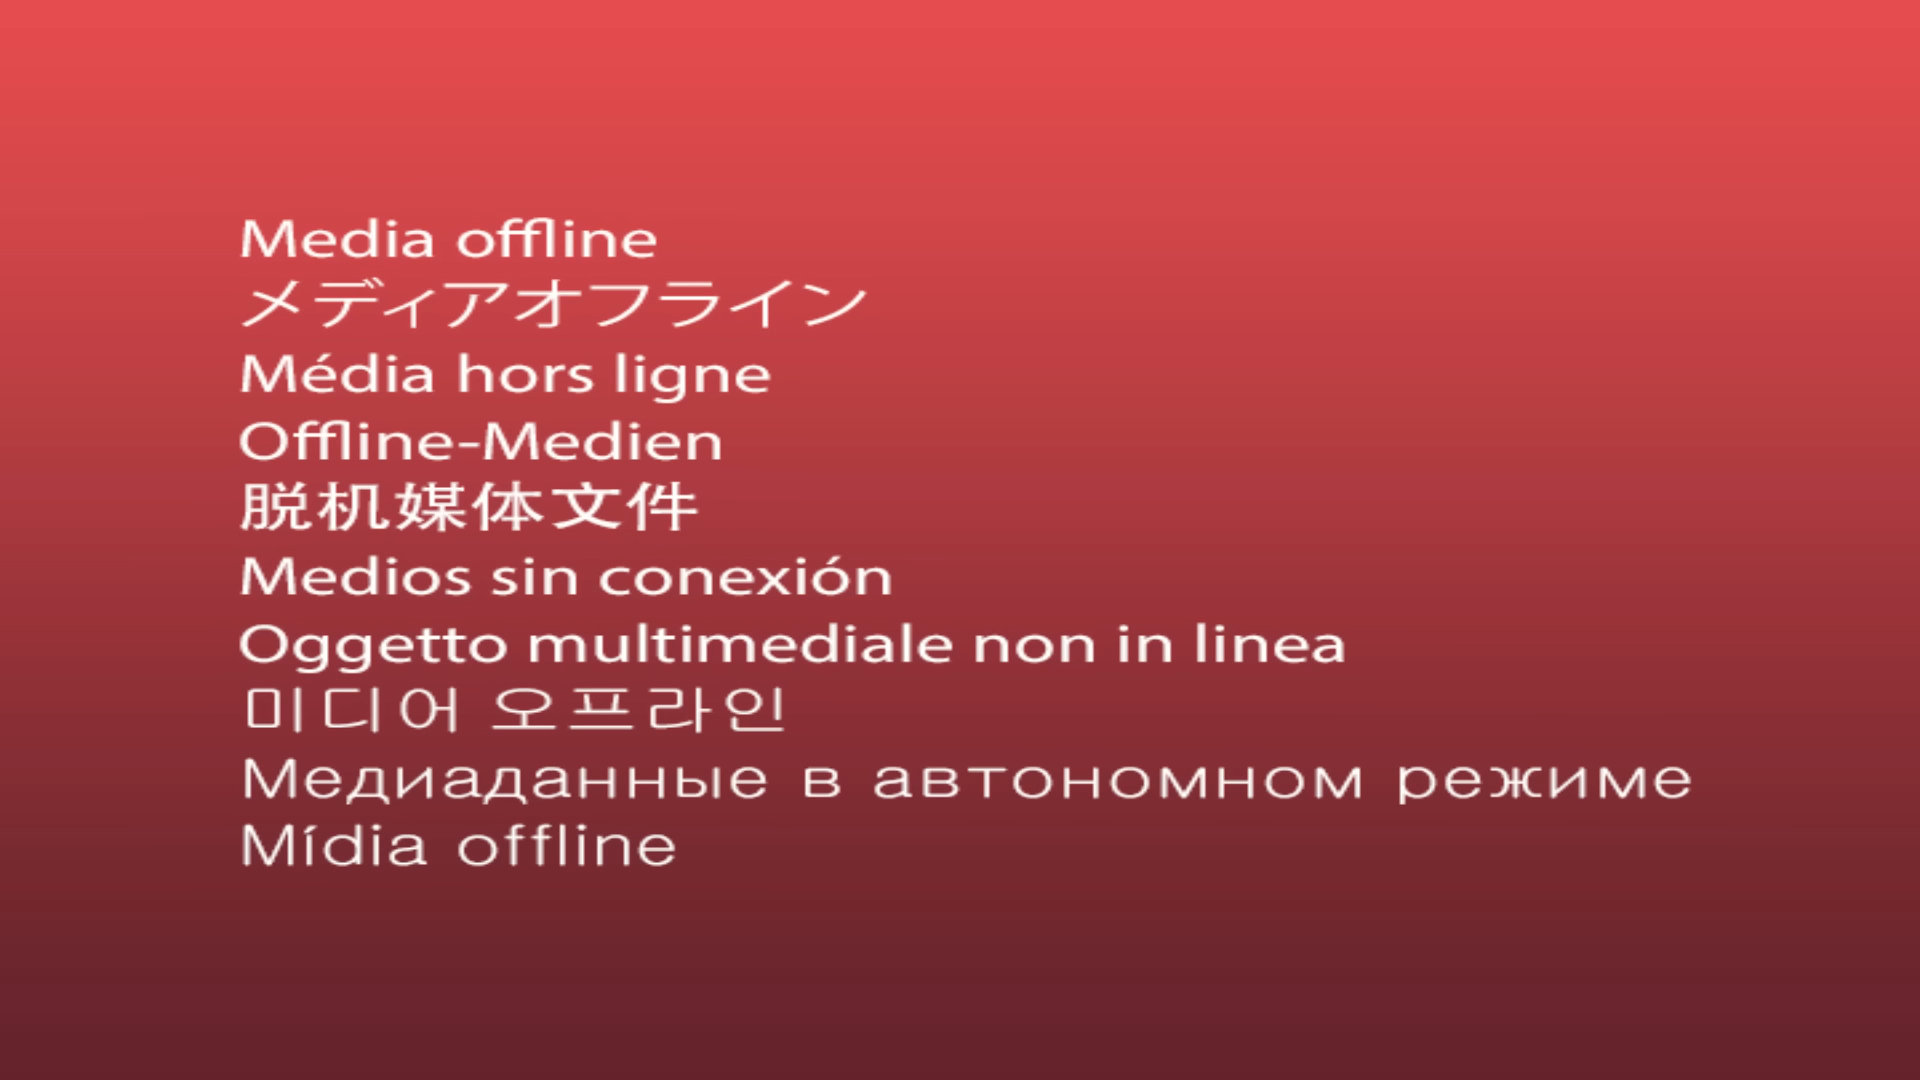 Media offline
メディアオフライン
Média hors ligne
Offline-Medien
脱机媒体文件
Medios sin conexión
Oggetto multimediale non in linea
미디어 오프라인
Медиаданные в автономном режиме
Mídia offline